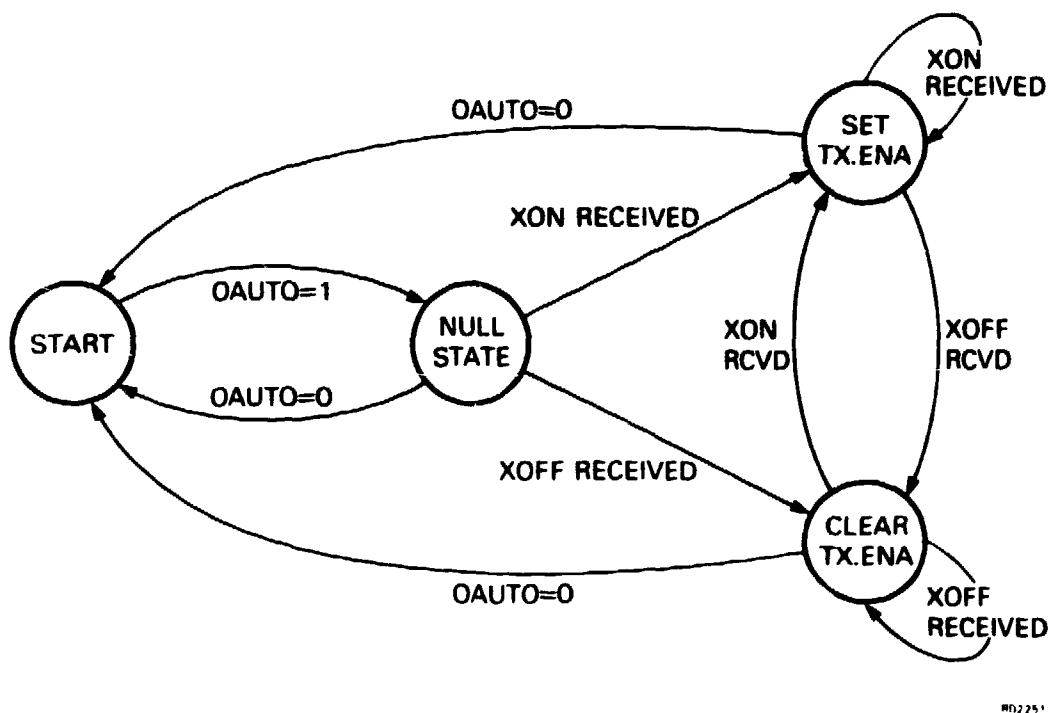 XON
RECEIVED
OAUTO=0
SET
TX.ENA
XON RECEIVED
OAUTO=1
START
NULL
STATE
XON
RCVD
XOFF
RCVD
OAUTO=0
XOFF RECEIVED
CLEAR
TX.ENA
OAUTO=0
XOFF
RECEIVED
RD2251